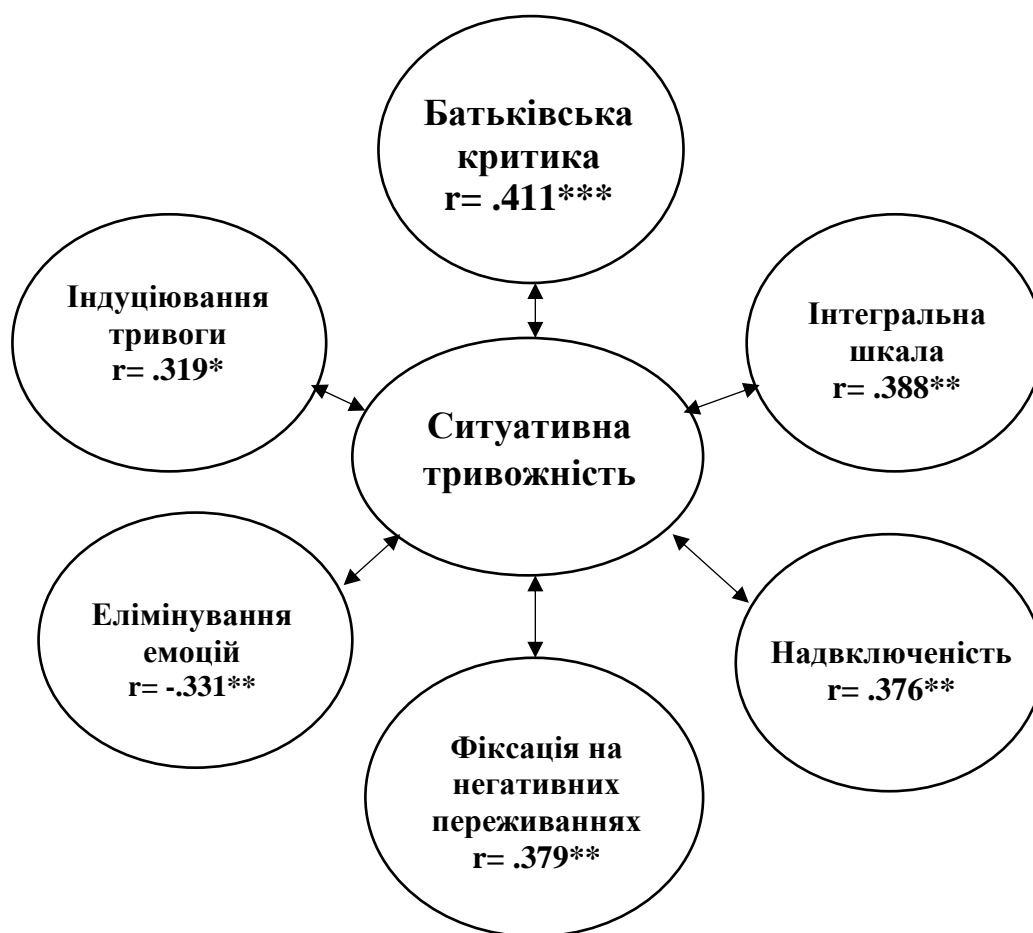 Батьківська
критика
r= .411***
Індуціювання
тривоги
r= .319*
Інтегральна
шкала
r= .388**
Ситуативна
тривожність
Елімінування
емоцій
r= -.331**
Надвключеність
r= .376**
Фіксація на
негативних
переживаннях
r= .379**